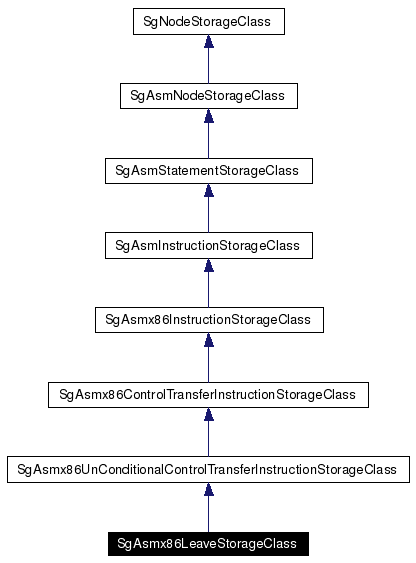 SgNodeStorageClass
SgAsmNodeStorageClass
SgAsmStatementStorageClass
SgAsmInstructionStorageClass
SgAsmx86InstructionStorageClass
SgAsmx86ControlTransferInstructionStorageClass
SgAsmx86UnConditionalControlTransferInstructionStorageClass
SgAsmx86LeaveStorageClass